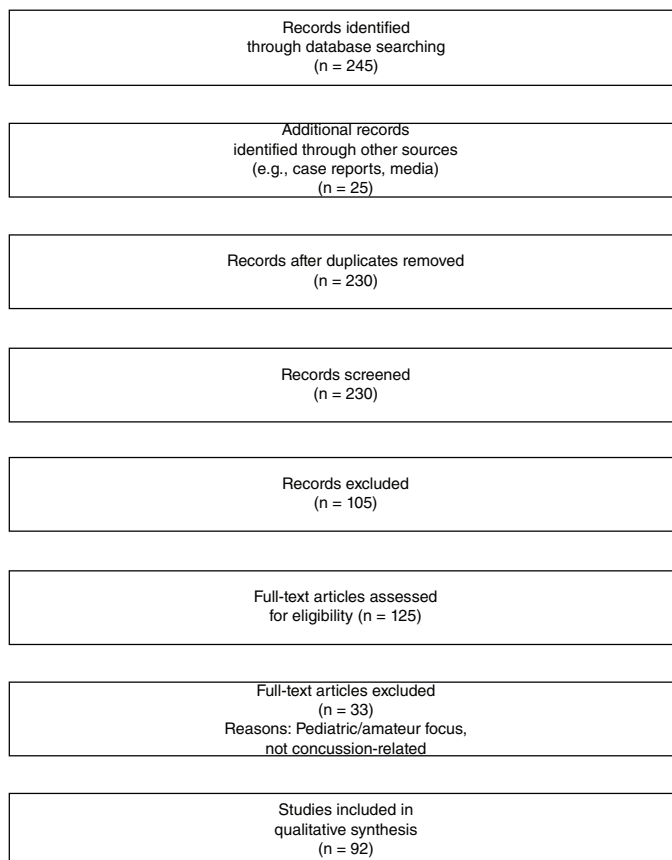 Records identified
through database searching
(n = 245)
Additional records
identified through other sources
(e.g., case reports, media)
(n = 25)
Records after duplicates removed
(n = 230)
Records screened
(n = 230)
Records excluded
(n = 105)
Full-text articles assessed
for eligibility (n = 125)
Full-text articles excluded
(n = 33)
Reasons: Pediatric/amateur focus,
not concussion-related
Studies included in
qualitative synthesis
(n = 92)